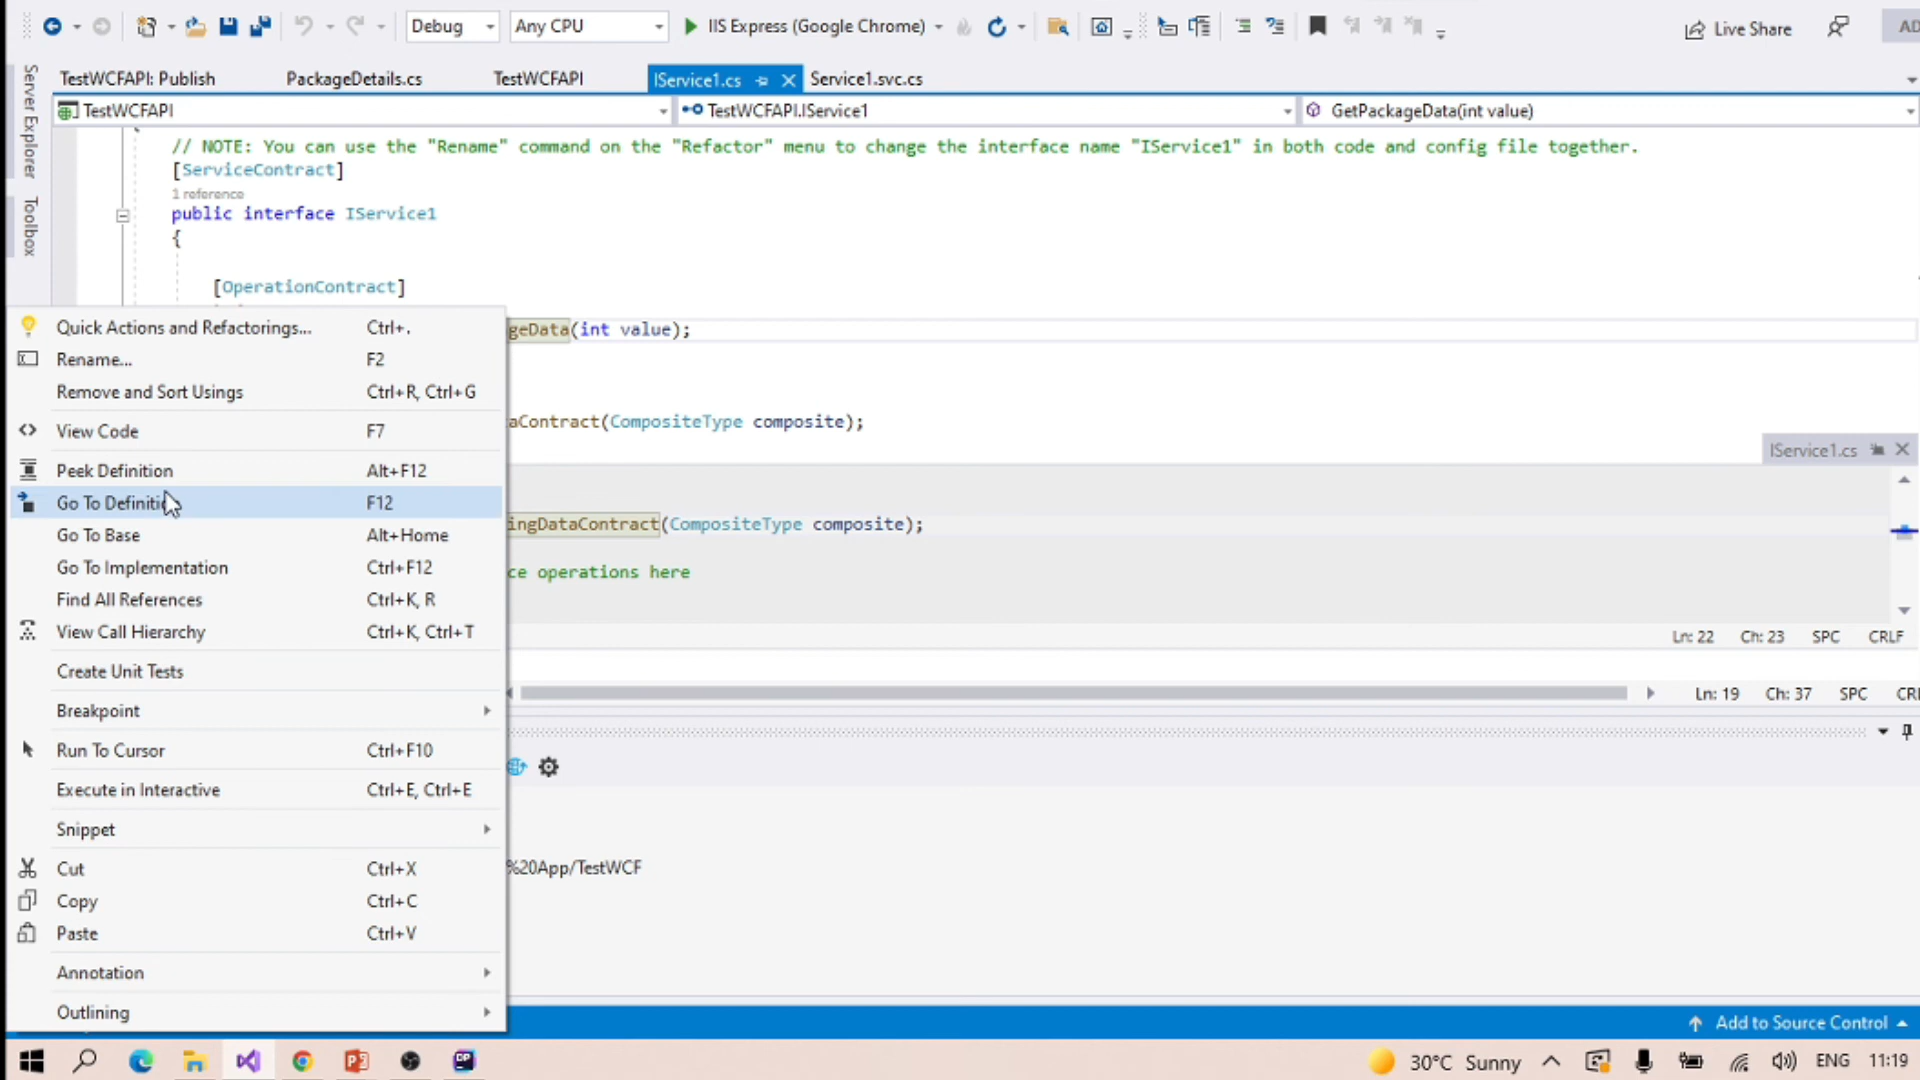 Debug
Any CPU
IIS Express (Google Chrome)
Live Share
AD
Server Explorer
Toolbox
TestWCFAPI: Publish
PackageDetails.cs
TestWCFAPI
IService1.cs
Service1.svc.cs
TestWCFAPI
TestWCFAPI.IService1
GetPackageData(int value)
// NOTE: You can use the "Rename" command on the "Refactor" menu to change the interface name "IService1" in both code and config file together.
[ServiceContract]
1 reference
public interface IService1
{
[OperationContract]
geData(int value);
aContract(CompositeType composite);
IService1.cs
ingDataContract(CompositeType composite);
ce operations here
Ln: 22 Ch: 23 SPC CRLF
Ln: 19 Ch: 37 SPC CRL
%20App/TestWCF
Quick Actions and Refactorings... Ctrl+.
Rename... F2
Remove and Sort Usings Ctrl+R, Ctrl+G
View Code F7
Peek Definition Alt+F12
Go To Definiti F12
Go To Base Alt+Home
Go To Implementation Ctrl+F12
Find All References Ctrl+K, R
View Call Hierarchy Ctrl+K, Ctrl+T
Create Unit Tests
Breakpoint
Run To Cursor Ctrl+F10
Execute in Interactive Ctrl+E, Ctrl+E
Snippet
Cut Ctrl+X
Copy Ctrl+C
Paste Ctrl+V
Annotation
Outlining
Add to Source Control
30°C Sunny
ENG
11:19